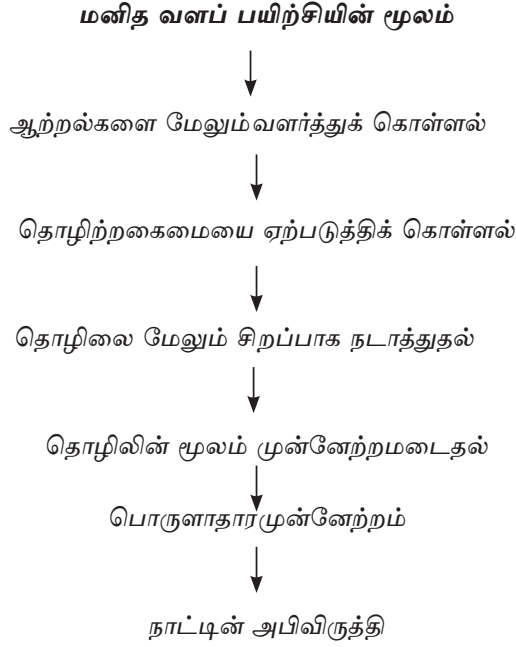 மனித வளப் பயிற்சியின் மூலம்
ஆற்றல்களை மேலும்வளர்த்துக் கொள்ளல்
தொழிற்றகைமையை ஏற்படுத்திக் கொள்ளல்
தொழிலை மேலும் சிறப்பாக நடாத்துதல்
தொழிலின் மூலம் முன்னேற்றமடைதல்
பொருளாதாரமுன்னேற்றம்
நாட்டின் அபிவிருத்தி